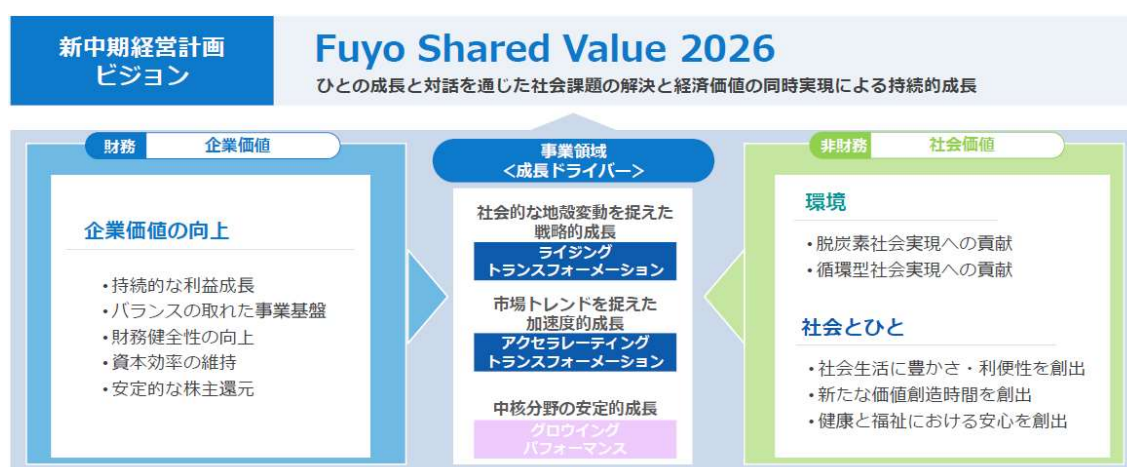 新中期経営計画
ビジョン
Fuyo Shared Value 2026
ひとの成長と対話を通じた社会課題の解決と経済価値の同時実現による持続的成長
財務 企業価値
企業価値の向上
・持続的な利益成長
・バランスの取れた事業基盤
・財務健全性の向上
・資本効率の維持
・安定的な株主還元
事業領域
<成長ドライバー>
社会的な地殻変動を捉えた
戦略的成長
ライジング
トランスフォーメーション
市場トレンドを捉えた
加速度的成長
アクセラレーティング
トランスフォーメーション
中核分野の安定的成長
グロウイング
パフォーマンス
非財務 社会価値
環境
・脱炭素社会実現への貢献
・循環型社会実現への貢献
社会とひと
・社会生活に豊かさ・利便性を創出
・新たな価値創造時間を創出
・健康と福祉における安心を創出